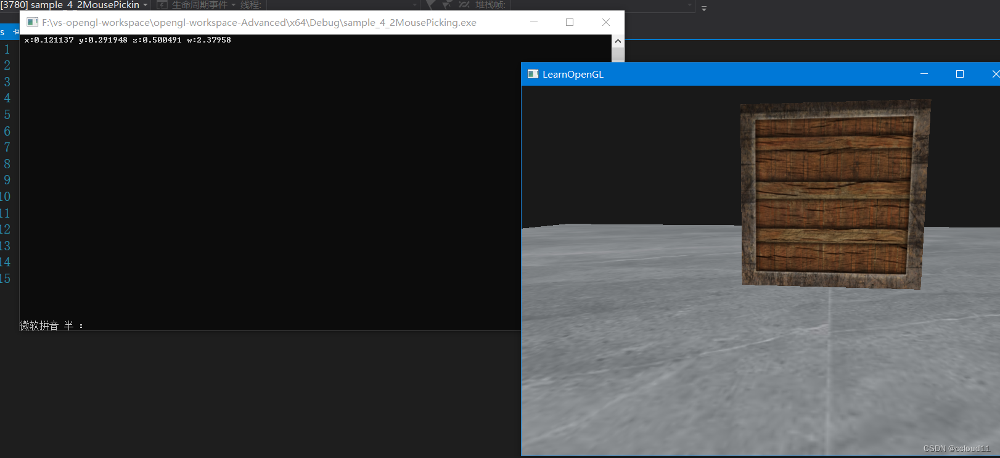 [3780] sample_4_2MousePickin
生命周期事件
线程:
堆栈帧:
F:\vs-opengl-workspace\opengl-workspace-Advanced\x64\Debug\sample_4_2MousePicking.exe
s
x:0.121137 y:0.291948 z:0.500491 w:2.37958
1
2
3
4
5
6
7
8
9
10
11
12
13
14
15
微软拼音 半 :
LearnOpenGL
CSDN @ccloud11